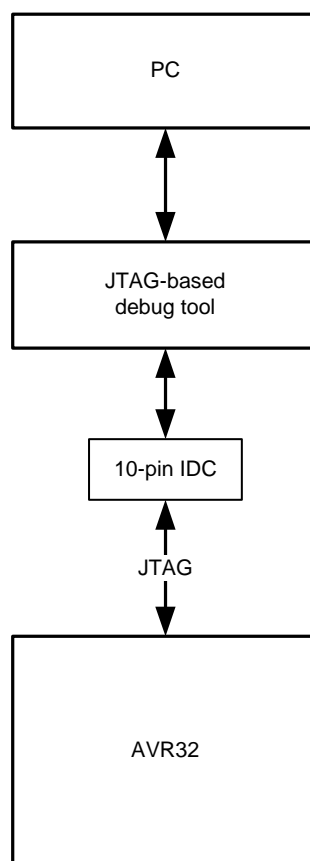 PC
JTAG-based
debug tool
10-pin IDC
JTAG
AVR32